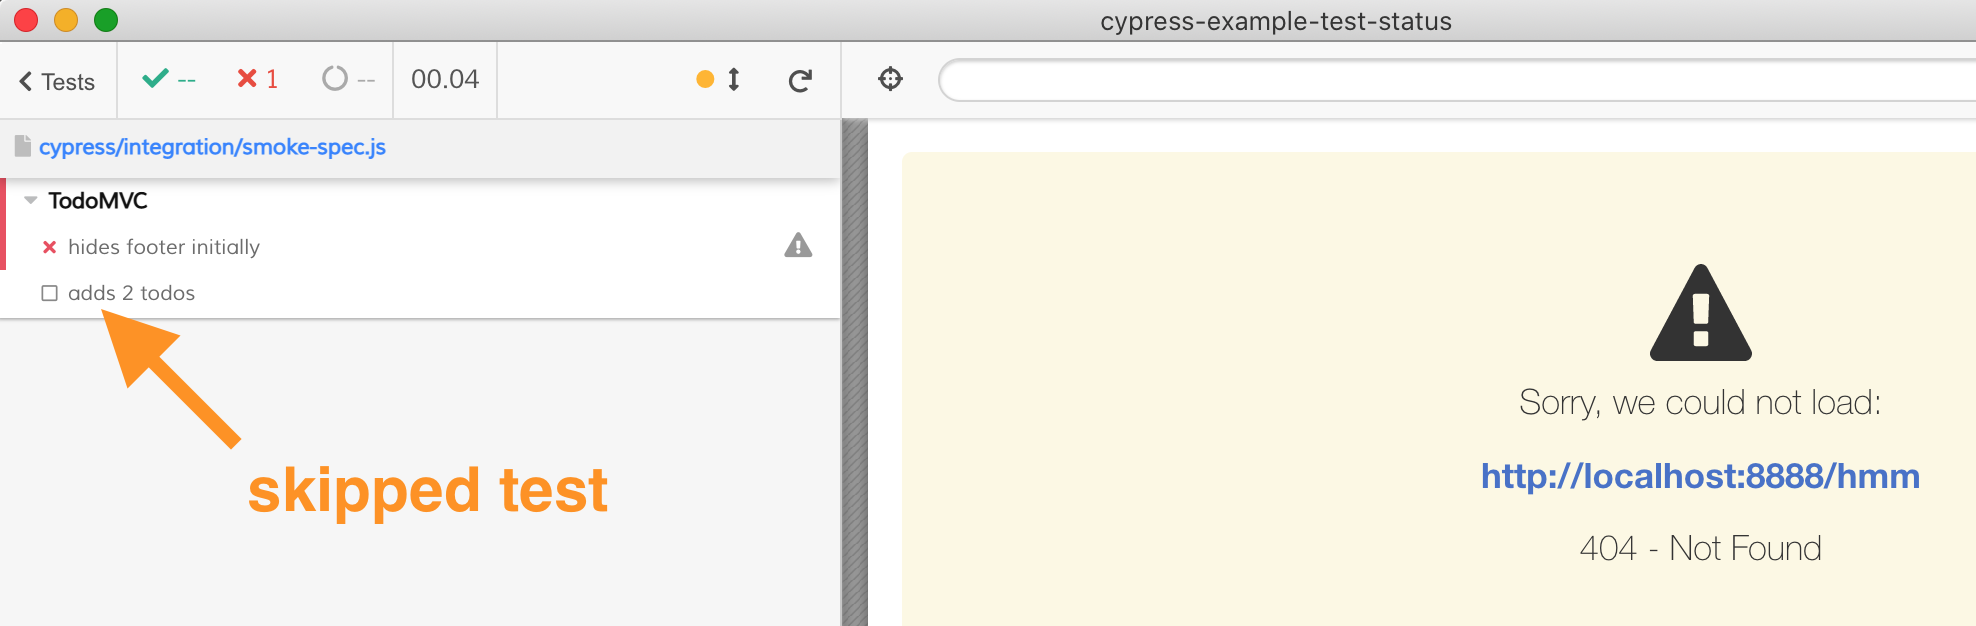 cypress-example-test-status
Tests
--
1
--
00.04
cypress/integration/smoke-spec.js
TodoMVC
hides footer initially
adds 2 todos
skipped test
Sorry, we could not load:
http://localhost:8888/hmm
404 - Not Found